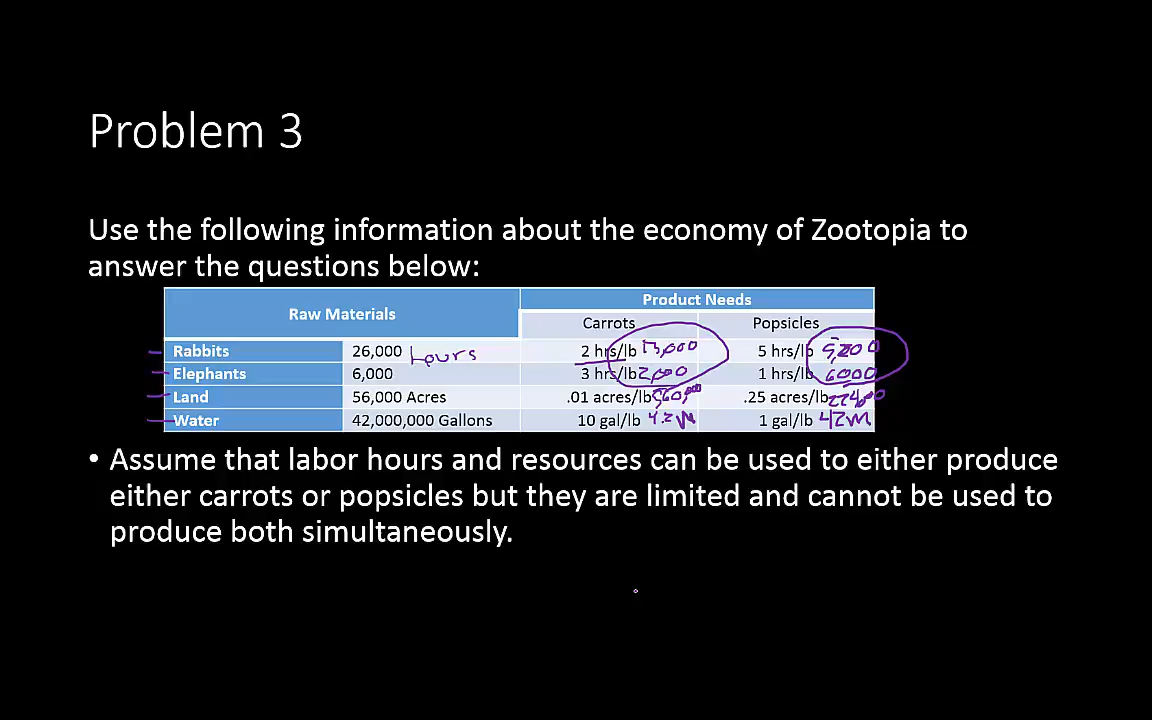 Problem 3
Use the following information about the economy of Zootopia to
answer the questions below:
Raw Materials Product Needs
Carrots Popsicles
Rabbits 26,000 hours 2 hrs/lb 13,000 5 hrs/lb 5,200
Elephants 6,000 3 hrs/lb 2,000 1 hrs/lb 6000
Land 56,000 Acres .01 acres/lb .25 acres/lb
Water 42,000,000 Gallons 10 gal/lb 4.2M 1 gal/lb 42M
• Assume that labor hours and resources can be used to either produce
either carrots or popsicles but they are limited and cannot be used to
produce both simultaneously.